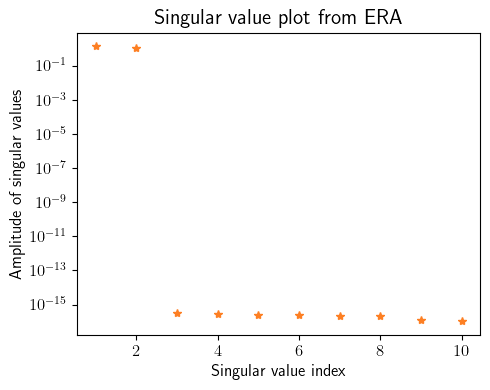 Singular value plot from ERA
Amplitude of singular values
10⁻¹
10⁻³
10⁻⁵
10⁻⁷
10⁻⁹
10⁻¹¹
10⁻¹³
10⁻¹⁵
2 4 6 8 10
Singular value index